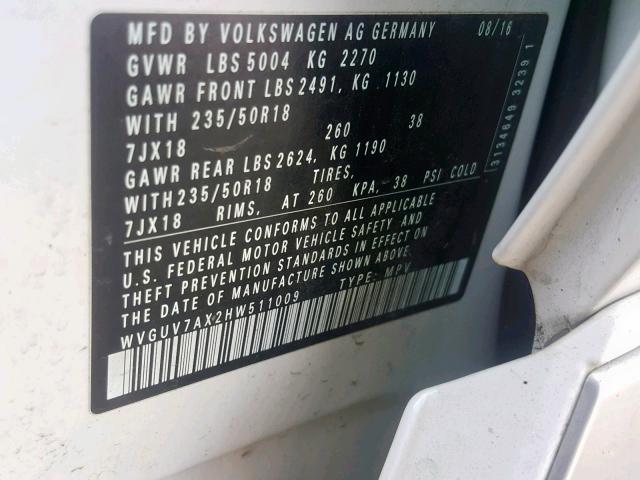 MFD BY VOLKSWAGEN AG GERMANY 08/16
GVWR LBS 5004 KG 2270
GAWR FRONT LBS 2491, KG 1130
WITH 235/50R18
7JX18 260 38
GAWR REAR LBS 2624, KG 1190
WITH 235/50R18 TIRES,
7JX18 RIMS, AT 260 KPA, 38 PSI COLD
THIS VEHICLE CONFORMS TO ALL APPLICABLE
U.S. FEDERAL MOTOR VEHICLE SAFETY AND
THEFT PREVENTION STANDARDS IN EFFECT ON
THE DATE OF MANUFACTURE SHOWN ABOVE.
WVGUV7AX2HW511009 TYPE: MPV
3134649 3239 1